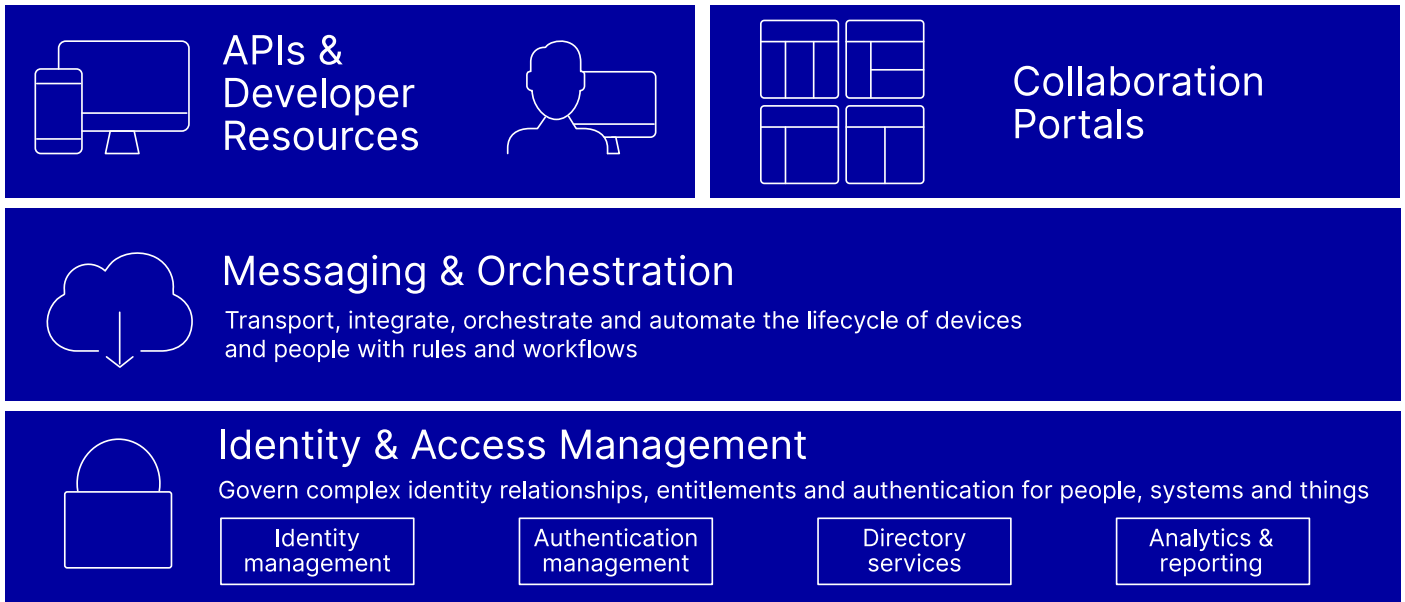 APIs &
Developer
Resources
Collaboration
Portals
Messaging & Orchestration
Transport, integrate, orchestrate and automate the lifecycle of devices
and people with rules and workflows
Identity & Access Management
Govern complex identity relationships, entitlements and authentication for people, systems and things
Identity
management
Authentication
management
Directory
services
Analytics &
reporting